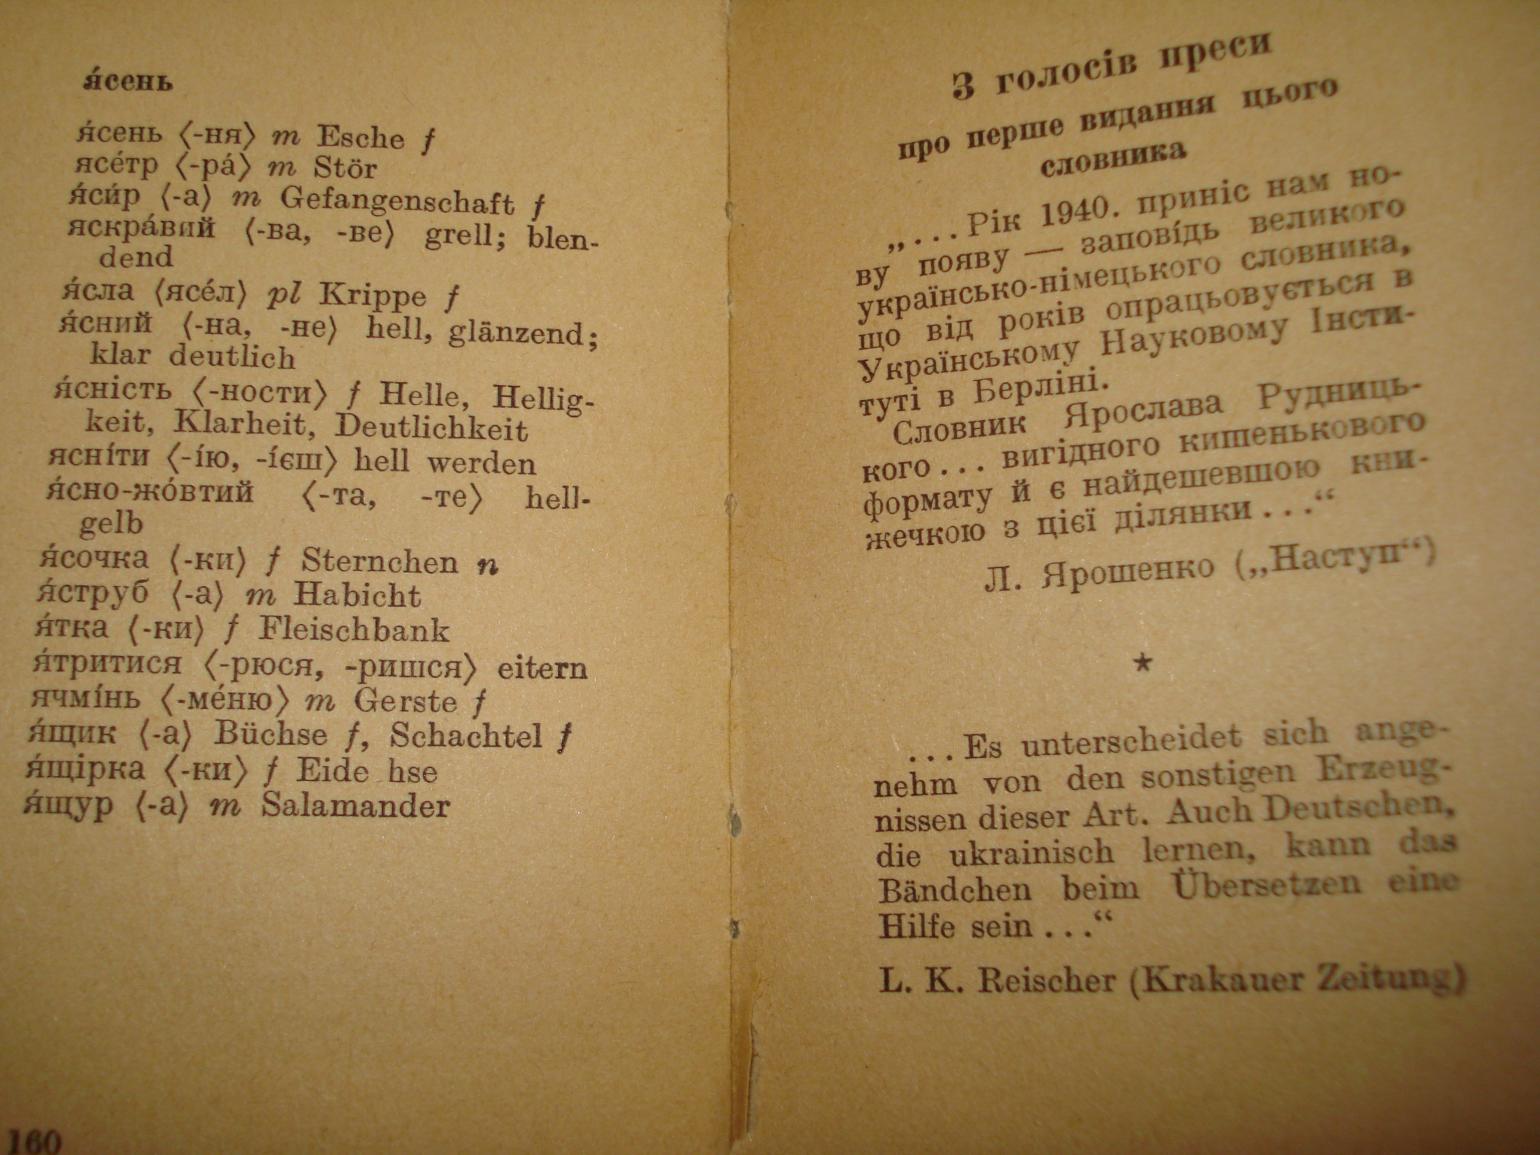 я́сень
я́сень ⟨-ня⟩ m Esche f
ясе́тр ⟨-ра́⟩ m Stör
я́си́р ⟨-а⟩ m Gefangenschaft f
яскра́вий ⟨-ва, -ве⟩ grell; blen-
dend
я́сла ⟨ясе́л⟩ pl Krippe f
я́сний ⟨-на, -не⟩ hell, glänzend;
klar deutlich
я́сність ⟨-ности⟩ f Helle, Hellig-
keit, Klarheit, Deutlichkeit
ясні́ти ⟨-і́ю, -і́єш⟩ hell werden
я́сно-жо́втий ⟨-та, -те⟩ hell-
gelb
я́сочка ⟨-ки⟩ f Sternchen n
я́струб ⟨-а⟩ m Habicht
я́тка ⟨-ки⟩ f Fleischbank
я́тритися ⟨-рюся, -ришся⟩ eitern
ячмі́нь ⟨-ме́ню⟩ m Gerste f
я́щик ⟨-а⟩ Büchse f, Schachtel f
я́щірка ⟨-ки⟩ f Eide hse
я́щур ⟨-а⟩ m Salamander
160
З голосів преси
про перше видання цього
словника
„...Рік 1940. приніс нам но-
ву появу — заповідь великого
українсько-німецького словника,
що від років опрацьовується в
Українському Науковому Інсти-
туті в Берліні.
Словник Ярослава Рудниць-
кого... вигідного кишенькового
формату й є найдешевшою кни-
жечкою з цієї ділянки...“
Л. Ярошенко („Наступ“)
*
...Es unterscheidet sich ange-
nehm von den sonstigen Erzeug-
nissen dieser Art. Auch Deutschen,
die ukrainisch lernen, kann das
Bändchen beim Übersetzen eine
Hilfe sein...“
L. K. Reischer (Krakauer Zeitung)